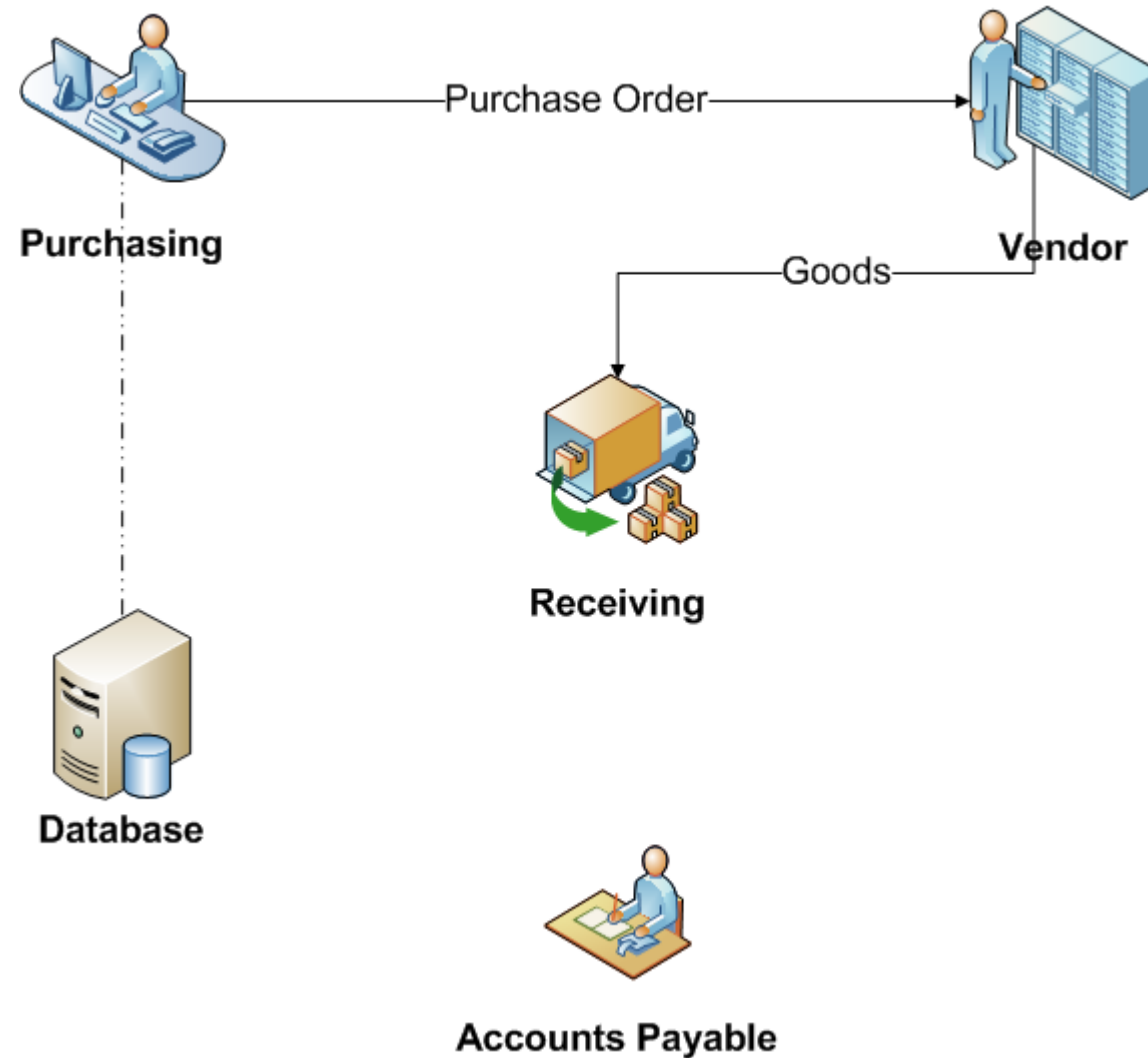 Purchase Order
Purchasing
Vendor
Goods
Receiving
Database
Accounts Payable